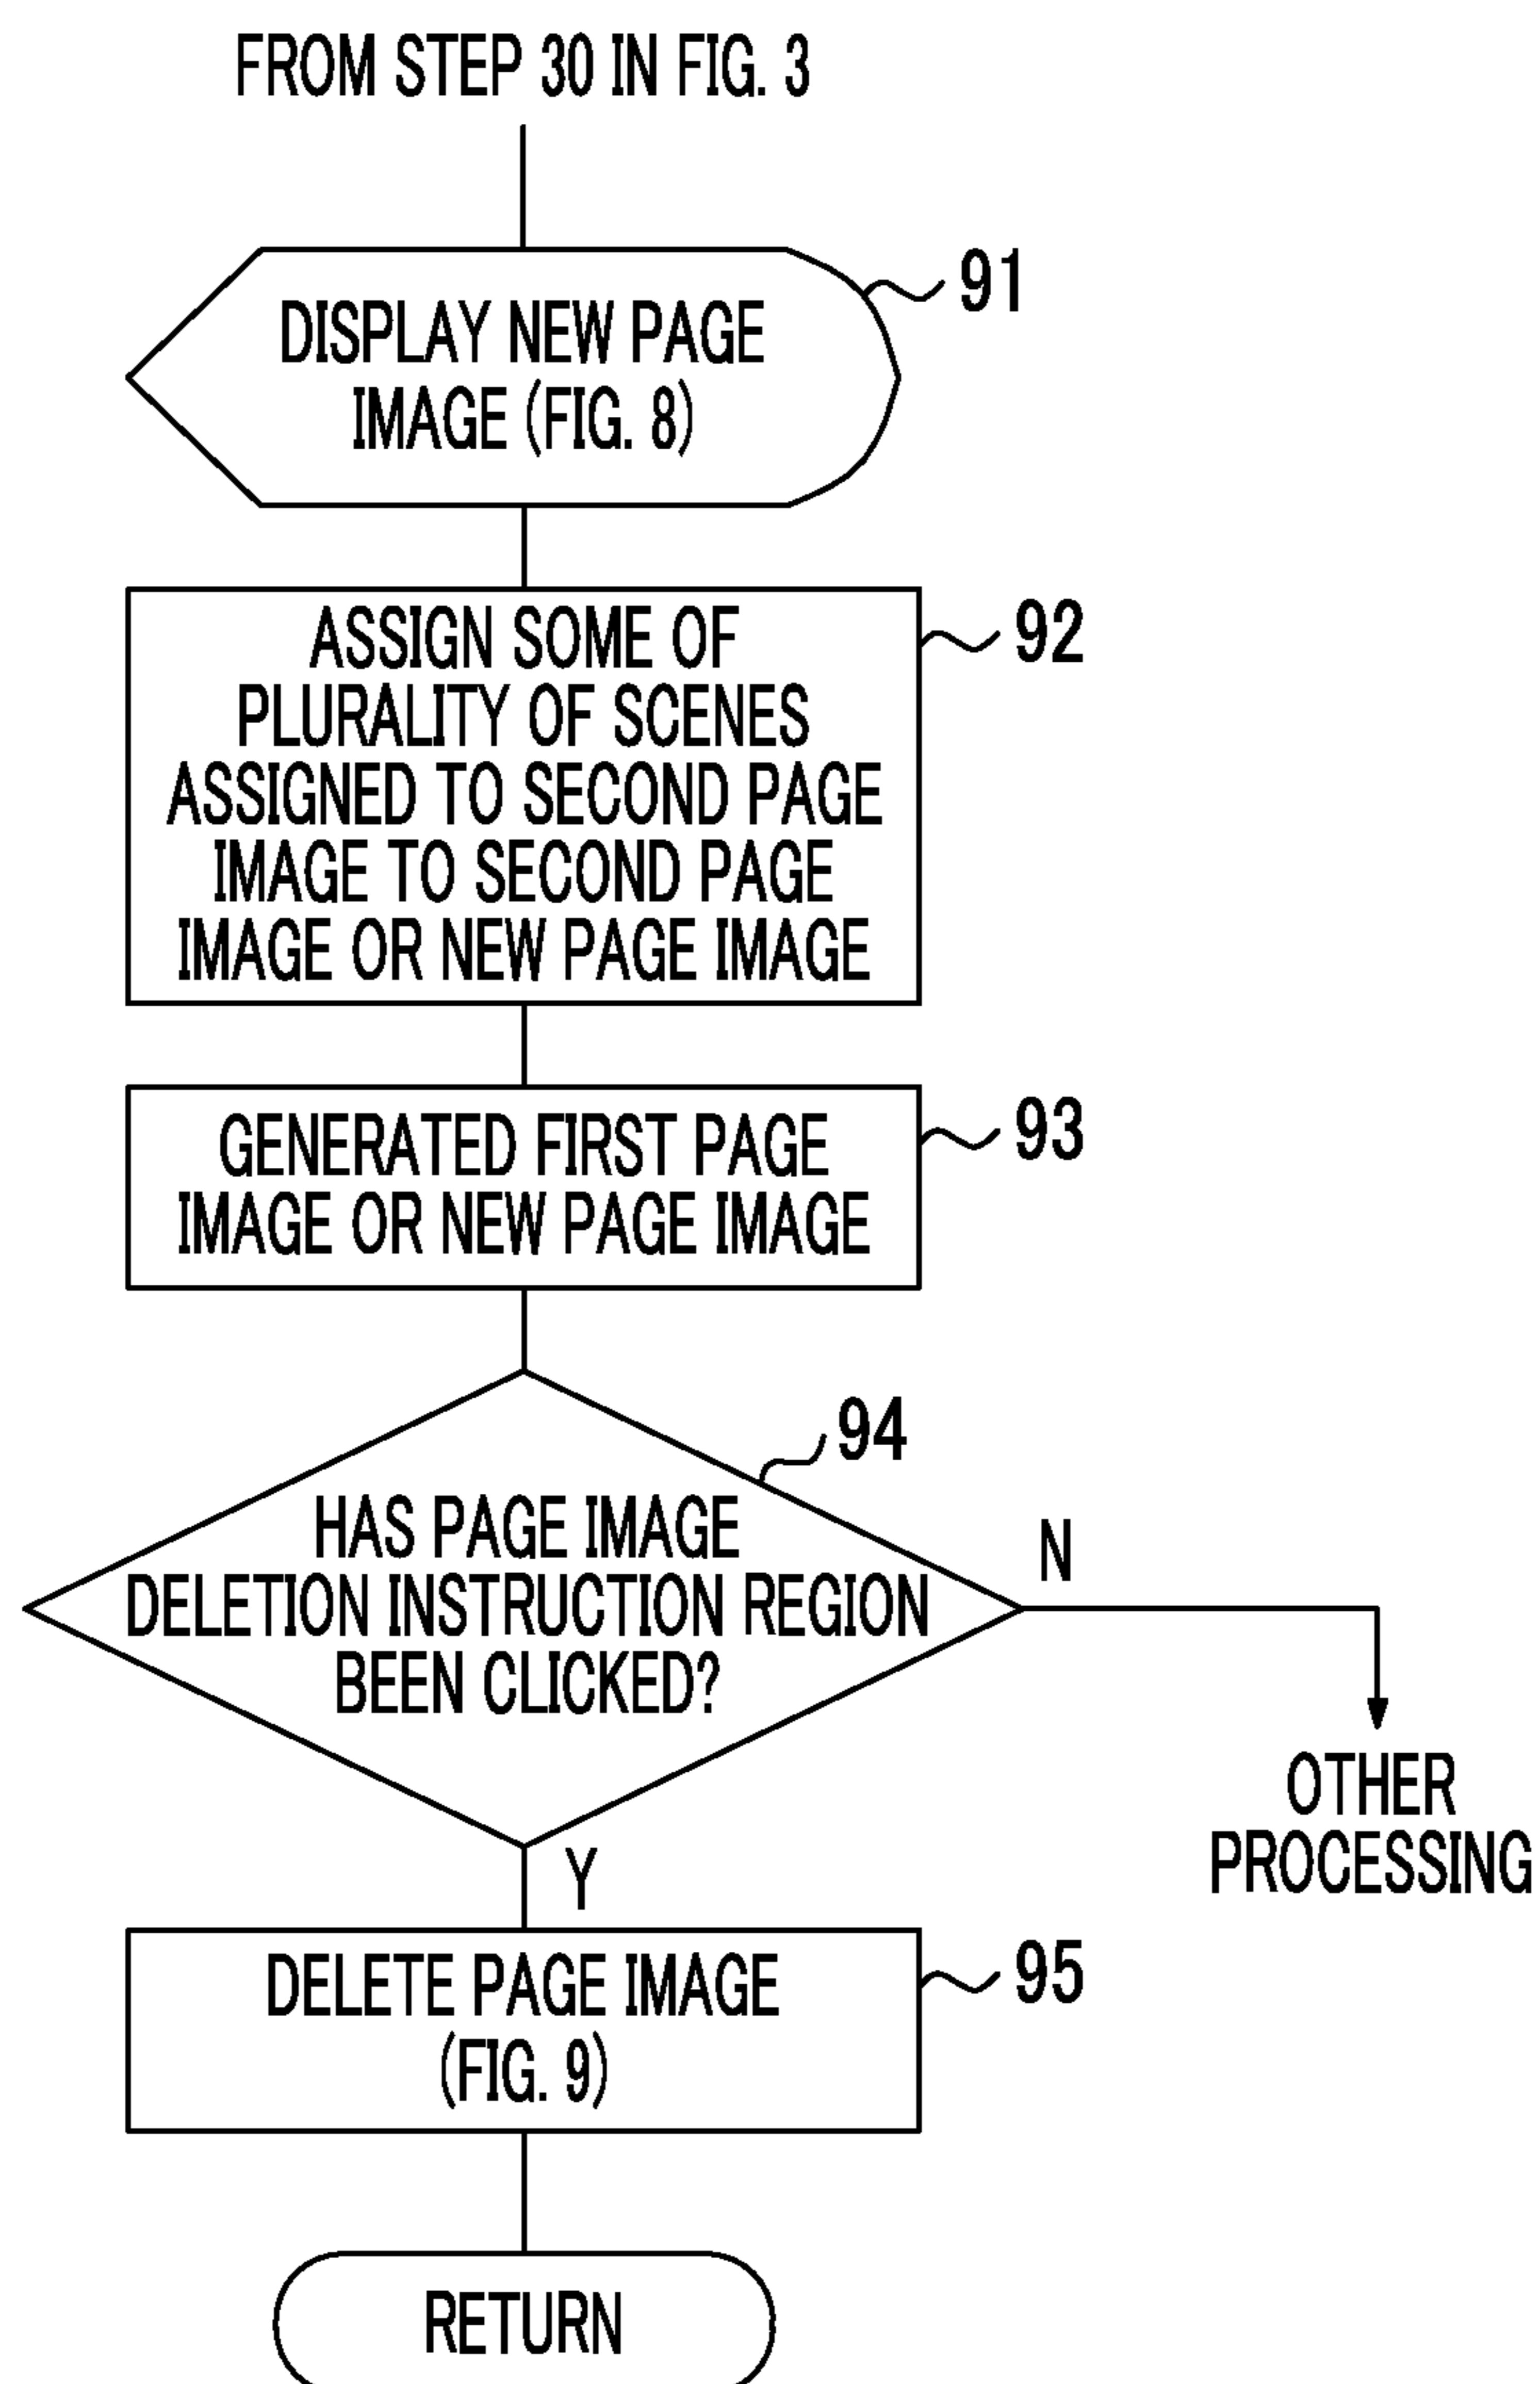 FROM STEP 30 IN FIG. 3
91
DISPLAY NEW PAGE
IMAGE (FIG. 8)
92
ASSIGN SOME OF
PLURALITY OF SCENES
ASSIGNED TO SECOND PAGE
IMAGE TO SECOND PAGE
IMAGE OR NEW PAGE IMAGE
93
GENERATED FIRST PAGE
IMAGE OR NEW PAGE IMAGE
94
HAS PAGE IMAGE
DELETION INSTRUCTION REGION
BEEN CLICKED?
N
OTHER
PROCESSING
Y
95
DELETE PAGE IMAGE
(FIG. 9)
RETURN